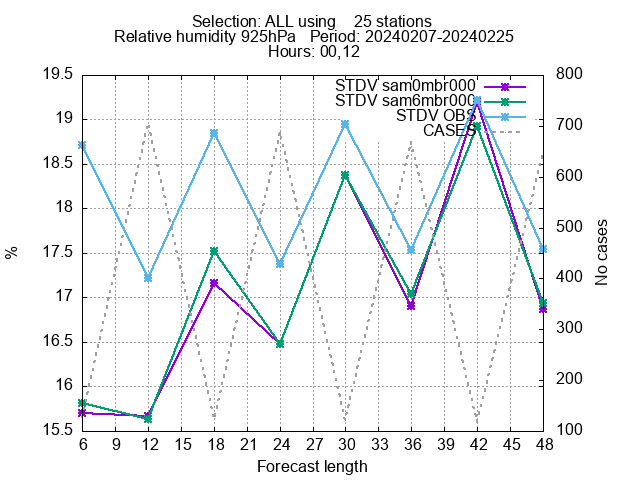 Selection: ALL using    25 stations
Relative humidity 925hPa   Period: 20240207-20240225
Hours: 00,12
STDV sam0mbr000
STDV sam6mbr000
STDV OBS
CASES
19.5
19
18.5
18
17.5
17
16.5
16
15.5
%
800
700
600
500
400
300
200
100
No cases
6 9 12 15 18 21 24 27 30 33 36 39 42 45 48
Forecast length